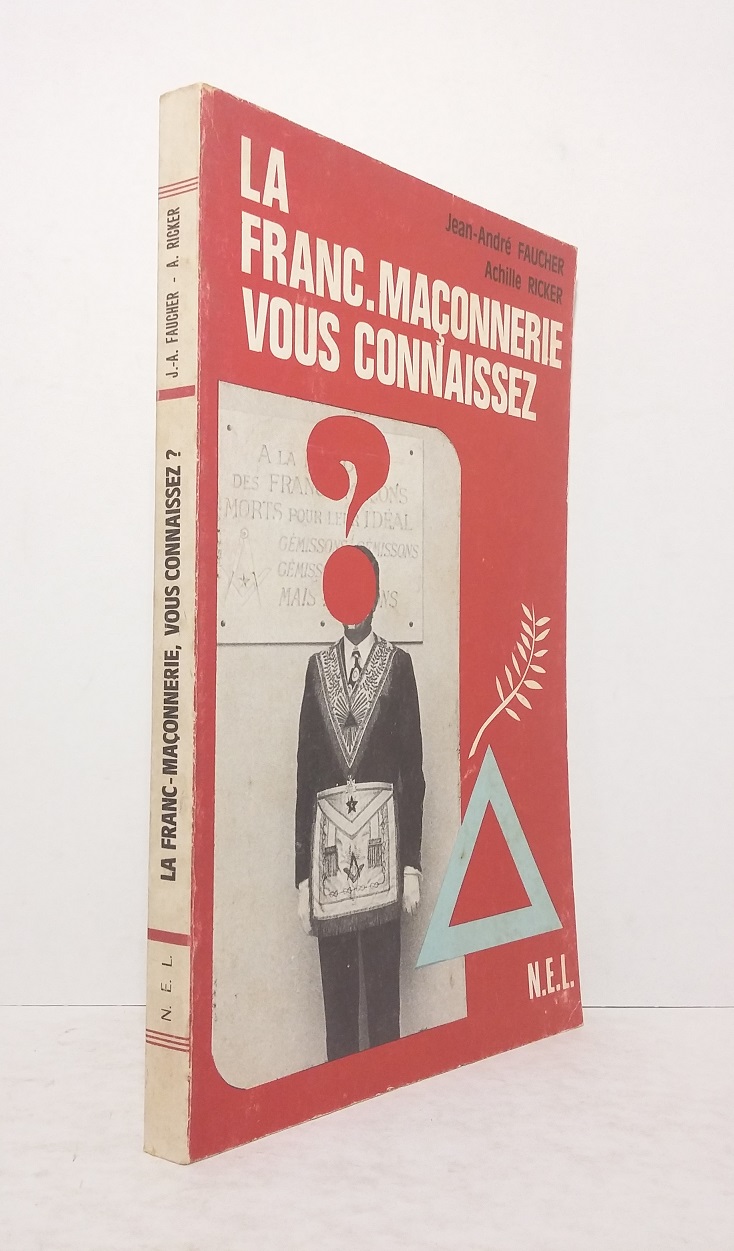 J.-A. FAUCHER - A. RICKER
LA FRANC-MAÇONNERIE, VOUS CONNAISSEZ ?
N. E. L.
Jean-André FAUCHER
Achille RICKER
LA
FRANC.MAÇONNERIE
VOUS CONNAISSEZ
?
A LA
DES FRANC
MORTS POUR LEUR IDÉAL
GÉMISSONS GÉMISSONS
MAIS
N.E.L.